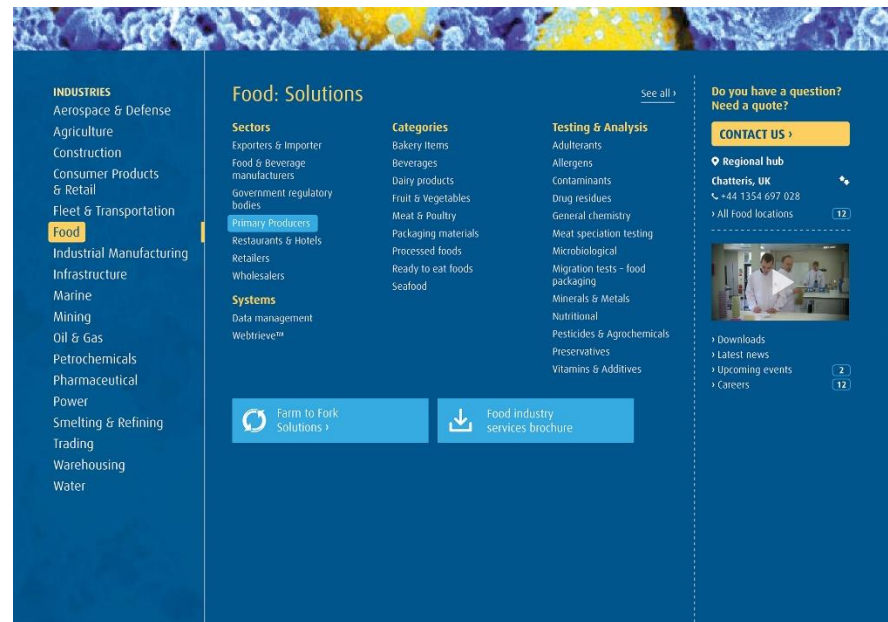 INDUSTRIES
Aerospace & Defense
Agriculture
Construction
Consumer Products
& Retail
Fleet & Transportation
Food
Industrial Manufacturing
Infrastructure
Marine
Mining
Oil & Gas
Petrochemicals
Pharmaceutical
Power
Smelting & Refining
Trading
Warehousing
Water
Food: Solutions
See all ›
Sectors
Exporters & Importer
Food & Beverage
manufacturers
Government regulatory
bodies
Primary Producers
Restaurants & Hotels
Retailers
Wholesalers
Systems
Data management
Webtrieve™
Categories
Bakery Items
Beverages
Dairy products
Fruit & Vegetables
Meat & Poultry
Packaging materials
Processed foods
Ready to eat foods
Seafood
Testing & Analysis
Adulterants
Allergens
Contaminants
Drug residues
General chemistry
Meat speciation testing
Microbiological
Migration tests – food
packaging
Minerals & Metals
Nutritional
Pesticides & Agrochemicals
Preservatives
Vitamins & Additives
Farm to Fork
Solutions ›
Food industry
services brochure
Do you have a question?
Need a quote?
CONTACT US ›
Regional hub
Chatteris, UK
+44 1354 697 028
› All Food locations 12
› Downloads
› Latest news
› Upcoming events 2
› Careers 12